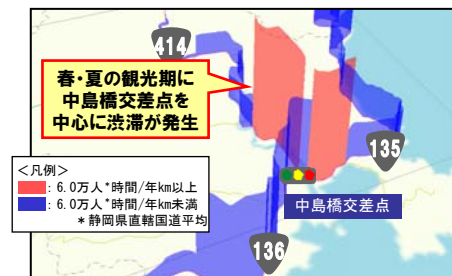 414
春・夏の観光期に
中島橋交差点を
中心に渋滞が発生
135
<凡例>
：6.0万人*時間/年km以上
：6.0万人*時間/年km未満
＊静岡県直轄国道平均
中島橋交差点
136